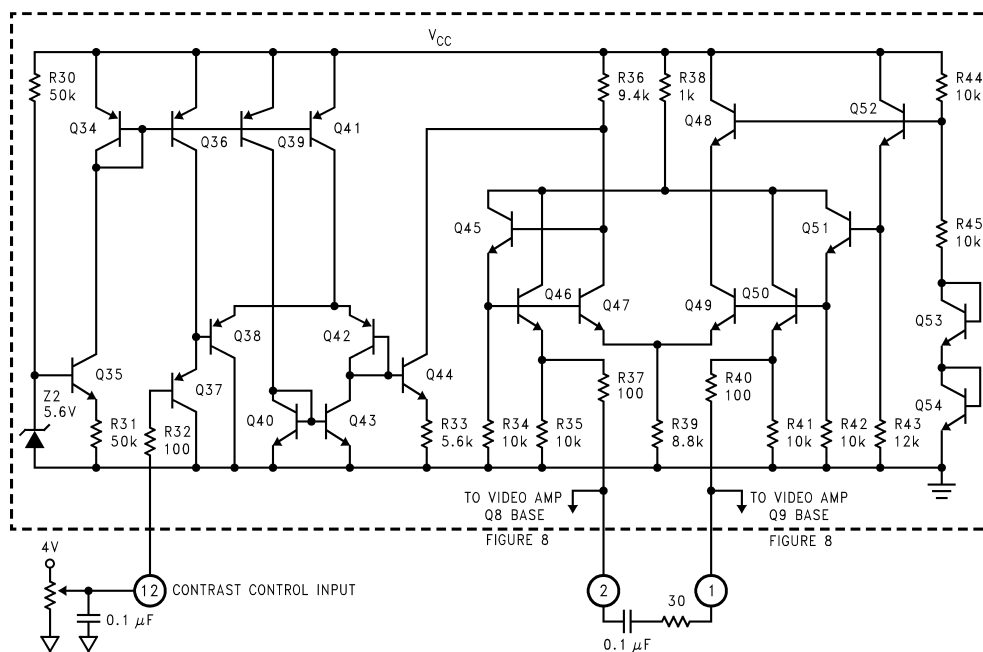 V_CC
R30
50k
Q34
Q36
Q39
Q41
R36
9.4k
R38
1k
Q48
Q52
R44
10k
Q45
Q51
R45
10k
Q46
Q47
Q49
Q50
Q53
Q38
Q42
Q35
Q37
Q44
Z2
5.6V
R31
50k
R32
100
Q40
Q43
R33
5.6k
R34
10k
R35
10k
R37
100
R39
8.8k
R40
100
R41
10k
R42
10k
R43
12k
Q54
TO VIDEO AMP
Q8 BASE
FIGURE 8
TO VIDEO AMP
Q9 BASE
FIGURE 8
4V
12
CONTRAST CONTROL INPUT
0.1 μF
2
1
30
0.1 μF